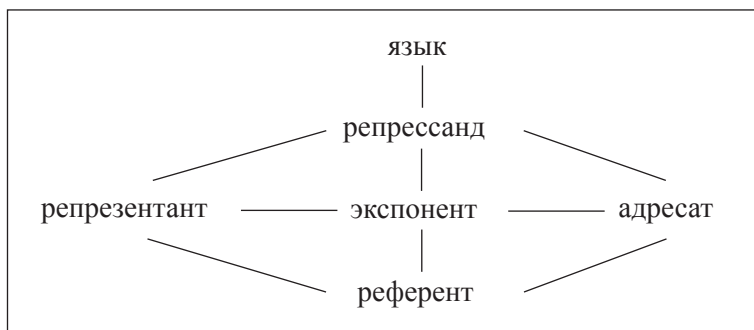 язык
репрессанд
репрезентант экспонент адресат
референт